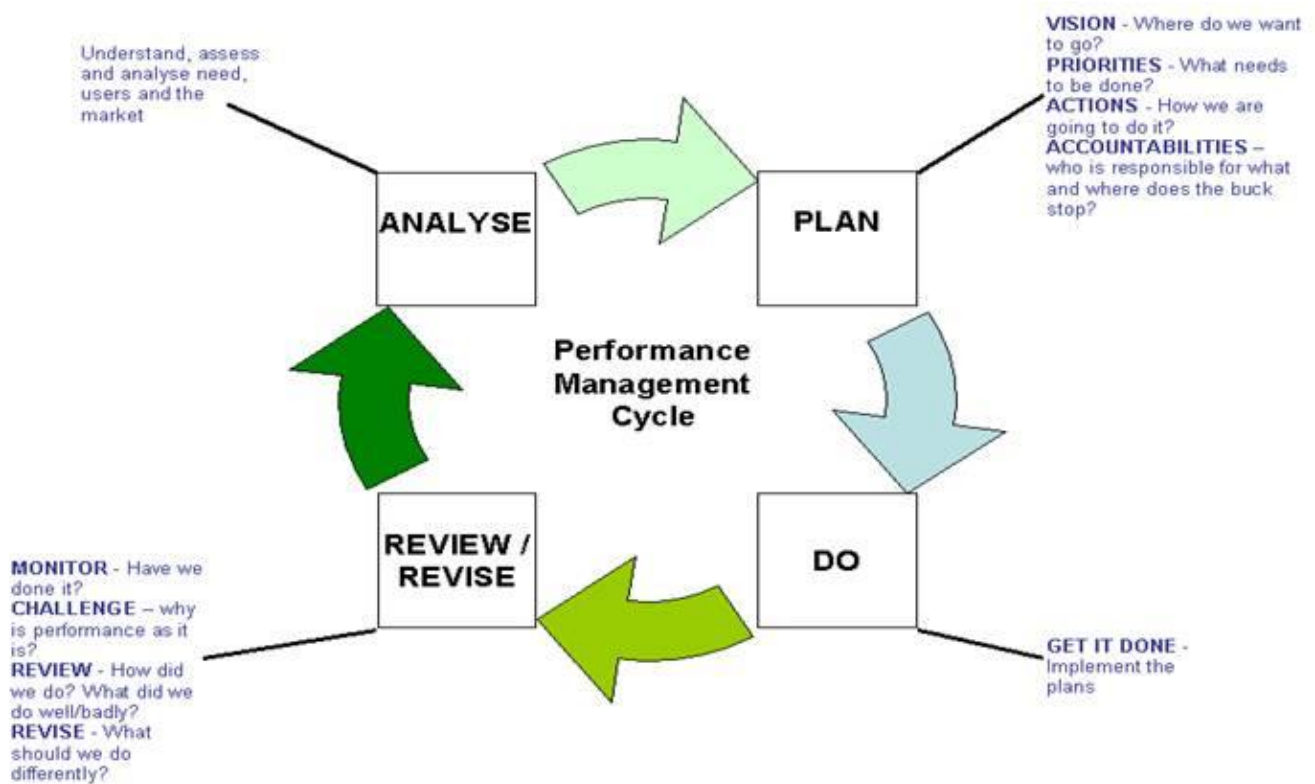 Understand, assess
and analyse need,
users and the
market
VISION - Where do we want
to go?
PRIORITIES - What needs
to be done?
ACTIONS - How we are
going to do it?
ACCOUNTABILITIES –
who is responsible for what
and where does the buck
stop?
ANALYSE
PLAN
Performance
Management
Cycle
REVIEW /
REVISE
DO
MONITOR - Have we
done it?
CHALLENGE – why
is performance as it
is?
REVIEW - How did
we do? What did we
do well/badly?
REVISE - What
should we do
differently?
GET IT DONE -
Implement the
plans